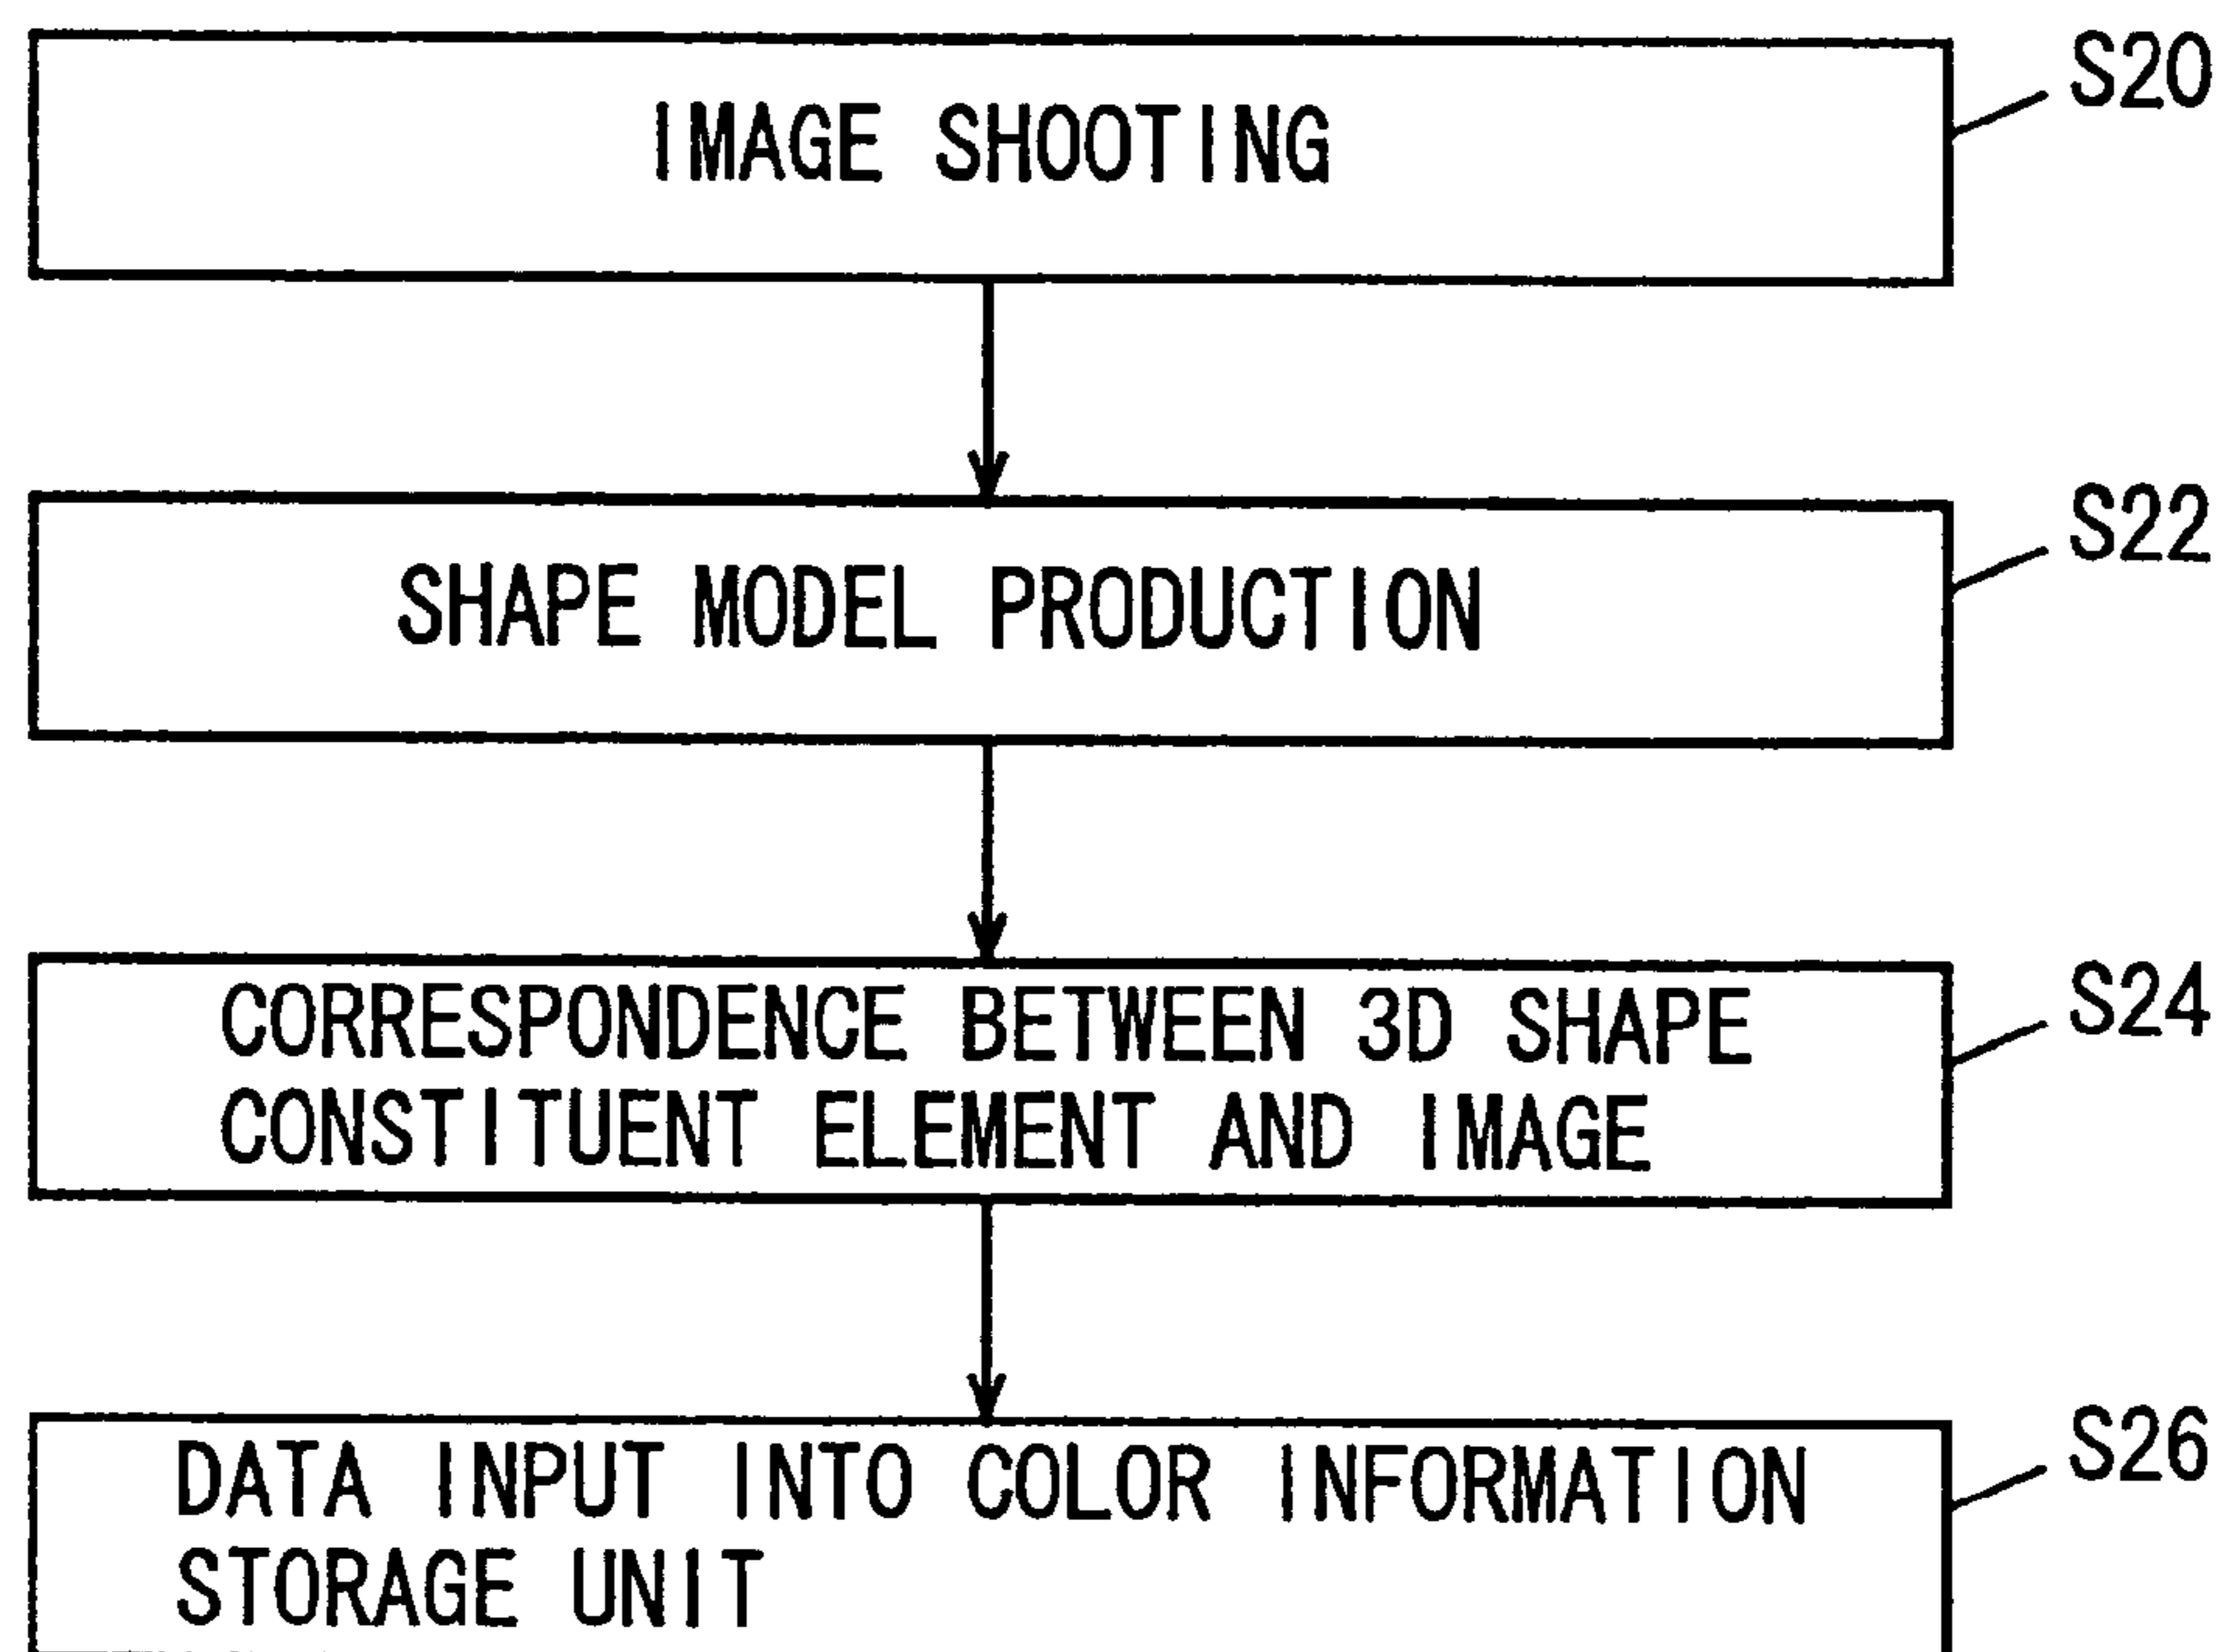 IMAGE SHOOTING
S20
SHAPE MODEL PRODUCTION
S22
CORRESPONDENCE BETWEEN 3D SHAPE
CONSTITUENT ELEMENT AND IMAGE
S24
DATA INPUT INTO COLOR INFORMATION
STORAGE UNIT
S26